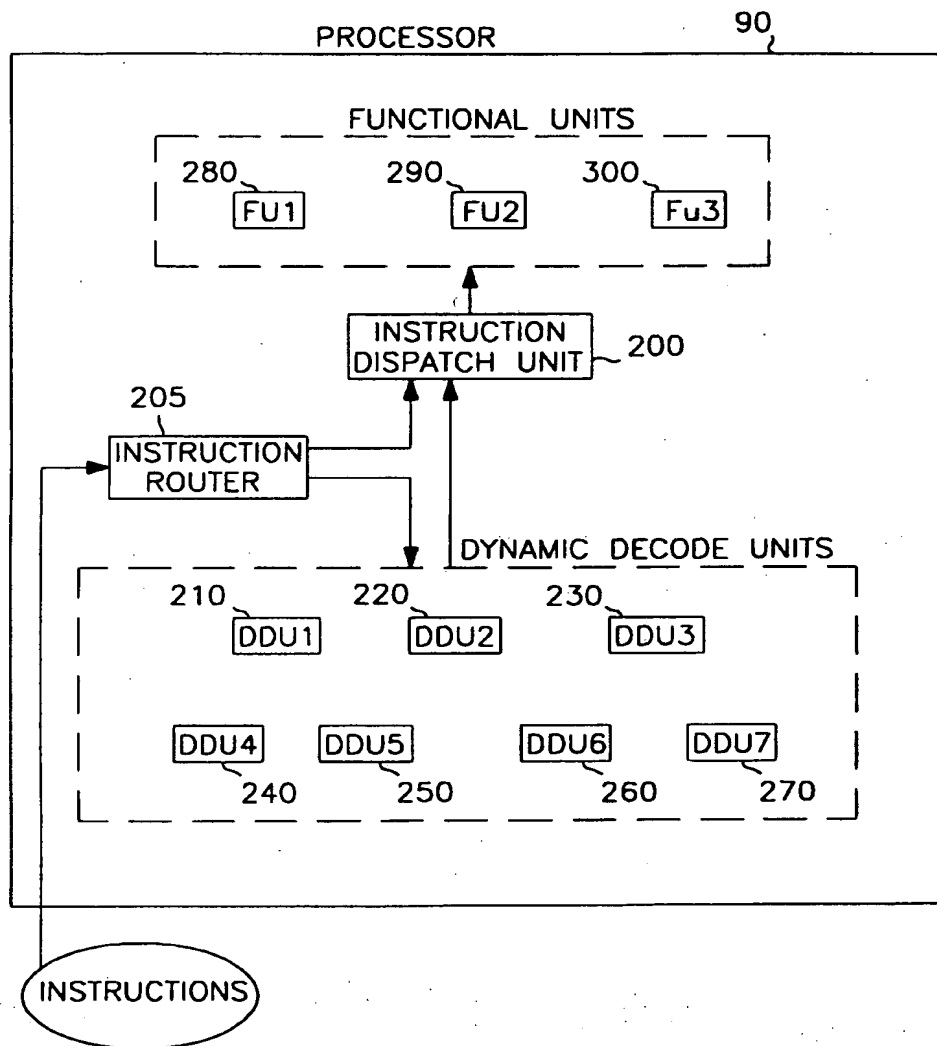 PROCESSOR
90
FUNCTIONAL UNITS
280
290
300
FU1
FU2
Fu3
INSTRUCTION
DISPATCH UNIT
200
205
INSTRUCTION
ROUTER
DYNAMIC DECODE UNITS
210
220
230
DDU1
DDU2
DDU3
DDU4
DDU5
DDU6
DDU7
240
250
260
270
INSTRUCTIONS